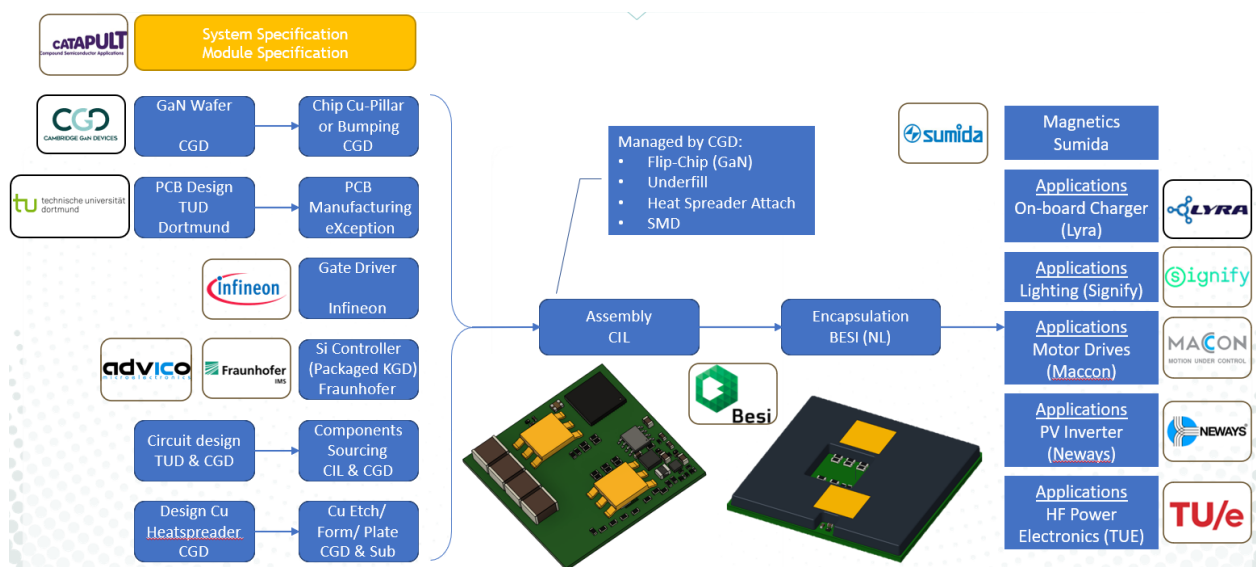 CATAPULT
Compound Semiconductor Applications
System Specification
Module Specification
CGD
CAMBRIDGE GaN DEVICES
GaN Wafer
CGD
Chip Cu-Pillar
or Bumping
CGD
tu technische universität
dortmund
PCB Design
TUD
Dortmund
PCB
Manufacturing
eXception
infineon
Gate Driver
Infineon
advico
microelectronics
Fraunhofer
IMS
Si Controller
(Packaged KGD)
Fraunhofer
Circuit design
TUD & CGD
Components
Sourcing
CIL & CGD
Design Cu
Heatspreader
CGD
Cu Etch/
Form/ Plate
CGD & Sub
Managed by CGD:
• Flip-Chip (GaN)
• Underfill
• Heat Spreader Attach
• SMD
Assembly
CIL
Encapsulation
BESI (NL)
Besi
sumida
Magnetics
Sumida
Applications
On-board Charger
(Lyra)
LYRA
Applications
Lighting (Signify)
Signify
Applications
Motor Drives
(Maccon)
MACCON
MOTION UNDER CONTROL
Applications
PV Inverter
(Neways)
NEWAYS
Applications
HF Power
Electronics (TUE)
TU/e